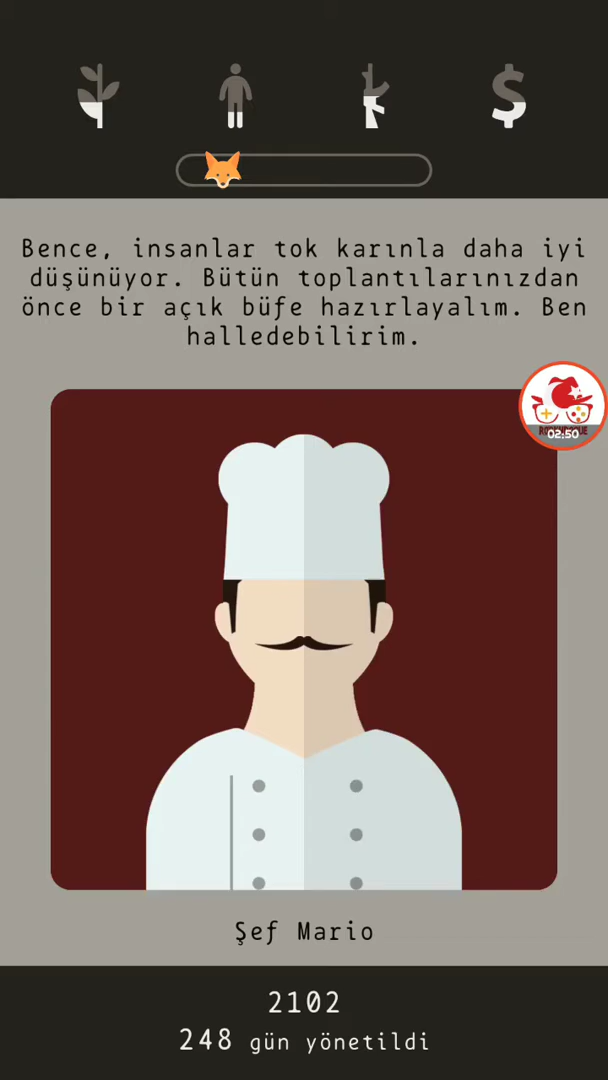 Bence, insanlar tok karınla daha iyi
düşünüyor. Bütün toplantılarınızdan
önce bir açık büfe hazırlayalım. Ben
halledebilirim.
02:50
Şef Mario
2102
248 gün yönetildi